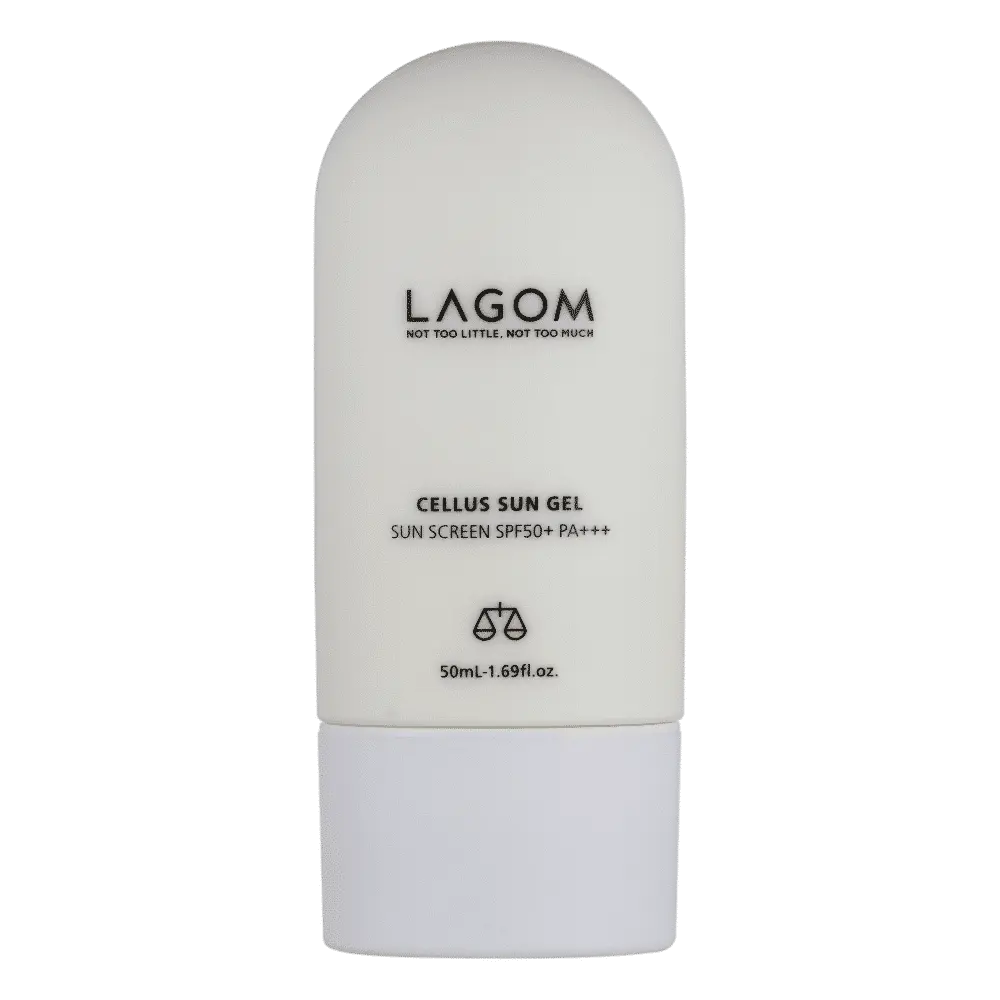 LAGOM
NOT TOO LITTLE, NOT TOO MUCH
CELLUS SUN GEL
SUN SCREEN SPF50+ PA+++
50mL-1.69fl.oz.